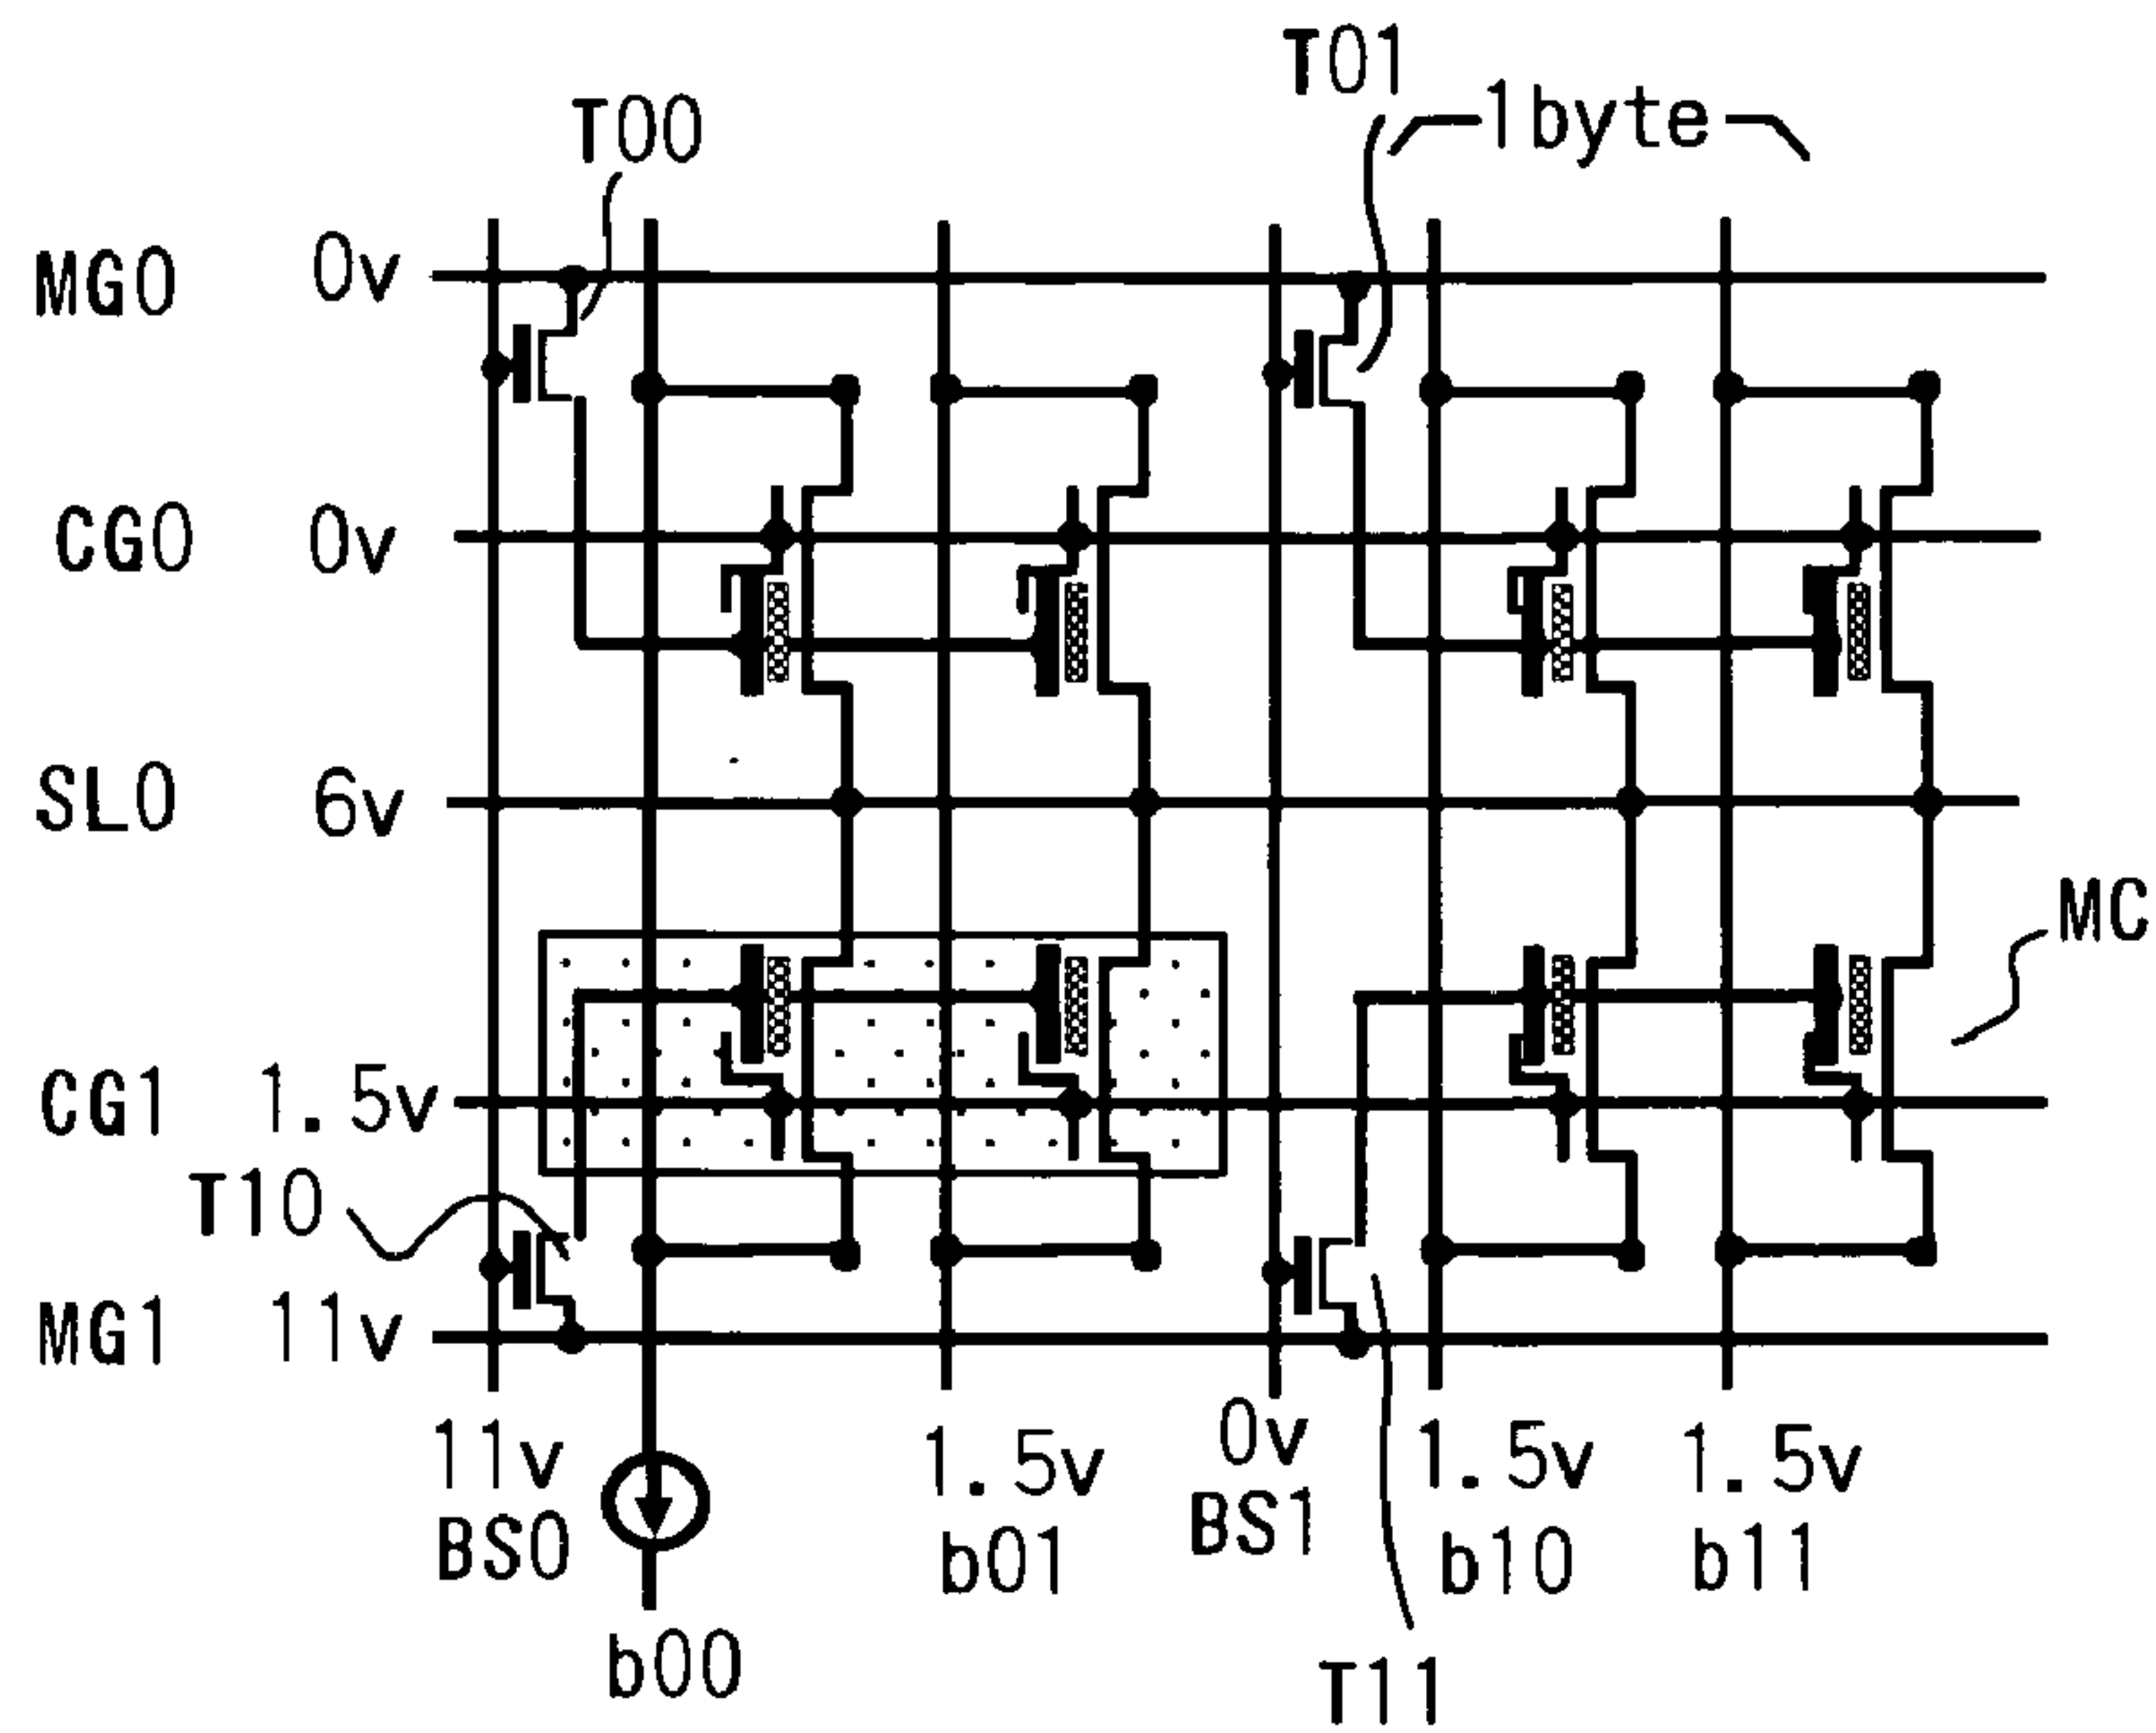 T01
T00
1byte
MG0 0v
CG0 0v
SL0 6v
MC
CG1 1.5v
T10
MG1 11v
11v 1.5v 0v 1.5v 1.5v
BS0 b01 BS1 b10 b11
b00
T11